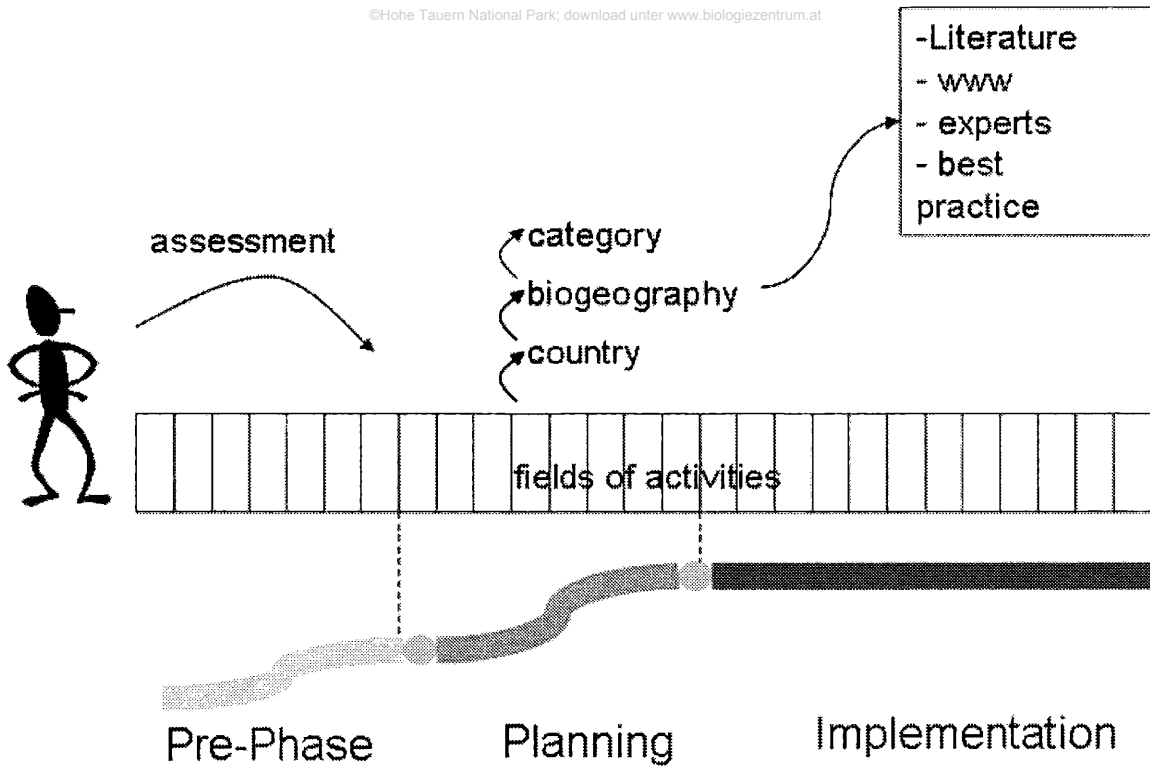 ©Hohe Tauern National Park; download unter www.biologiezentrum.at
-Literature
- www
- experts
- best
practice
assessment
category
biogeography
country
fields of activities
Pre-Phase
Planning
Implementation